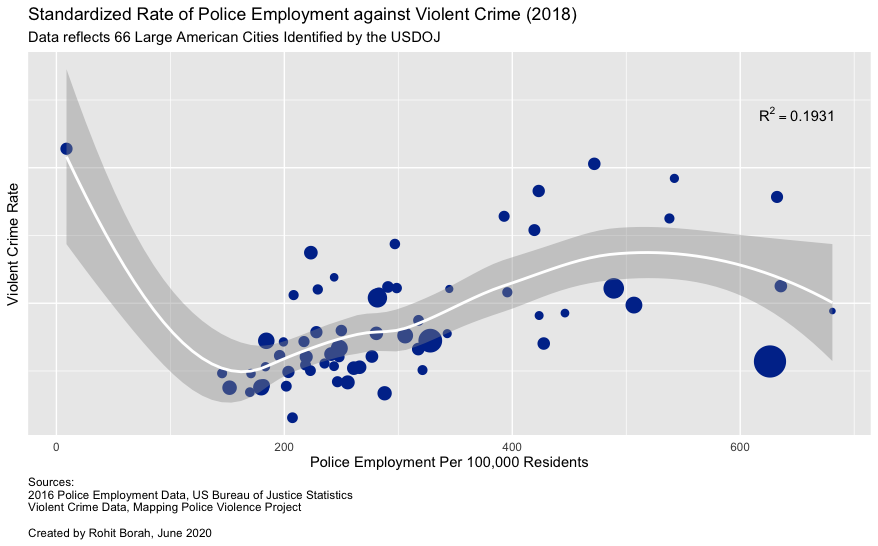 Standardized Rate of Police Employment against Violent Crime (2018)
Data reflects 66 Large American Cities Identified by the USDOJ
R² = 0.1931
Violent Crime Rate
0 200 400 600
Police Employment Per 100,000 Residents
Sources:
2016 Police Employment Data, US Bureau of Justice Statistics
Violent Crime Data, Mapping Police Violence Project
Created by Rohit Borah, June 2020